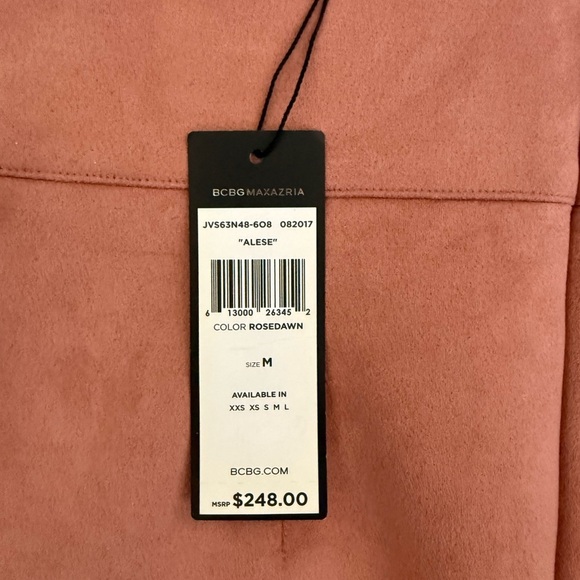 BCBGMAXAZRIA
JVS63N48-6O8 082017
"ALESE"
6 13000 26345 2
COLOR ROSEDAWN
SIZE M
AVAILABLE IN
XXS XS S M L
BCBG.COM
MSRP $248.00